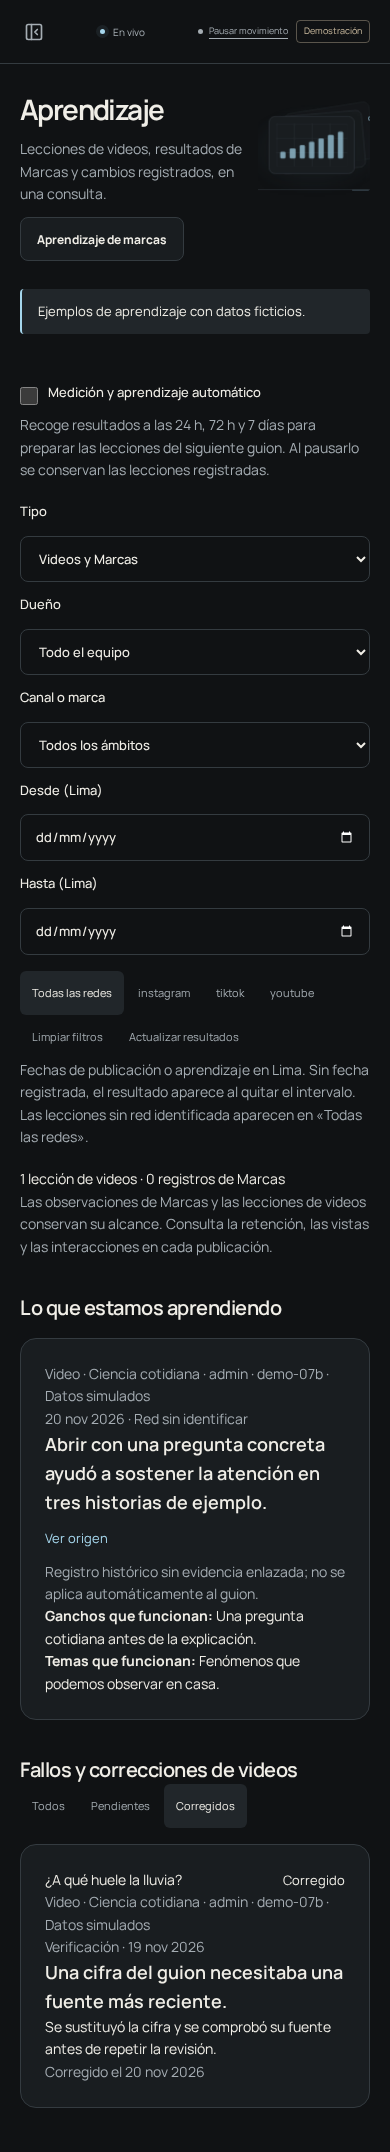 En vivo
Pausar movimiento
Demostración
Aprendizaje
Lecciones de videos, resultados de
Marcas y cambios registrados, en
una consulta.
Aprendizaje de marcas
Ejemplos de aprendizaje con datos ficticios.
Medición y aprendizaje automático
Recoge resultados a las 24 h, 72 h y 7 días para
preparar las lecciones del siguiente guion. Al pausarlo
se conservan las lecciones registradas.
Tipo
Videos y Marcas
Dueño
Todo el equipo
Canal o marca
Todos los ámbitos
Desde (Lima)
dd/mm/yyyy
Hasta (Lima)
dd/mm/yyyy
Todas las redes instagram tiktok youtube
Limpiar filtros Actualizar resultados
Fechas de publicación o aprendizaje en Lima. Sin fecha
registrada, el resultado aparece al quitar el intervalo.
Las lecciones sin red identificada aparecen en «Todas
las redes».
1 lección de videos · 0 registros de Marcas
Las observaciones de Marcas y las lecciones de videos
conservan su alcance. Consulta la retención, las vistas
y las interacciones en cada publicación.
Lo que estamos aprendiendo
Video · Ciencia cotidiana · admin · demo-07b ·
Datos simulados
20 nov 2026 · Red sin identificar
Abrir con una pregunta concreta
ayudó a sostener la atención en
tres historias de ejemplo.
Ver origen
Registro histórico sin evidencia enlazada; no se
aplica automáticamente al guion.
Ganchos que funcionan: Una pregunta
cotidiana antes de la explicación.
Temas que funcionan: Fenómenos que
podemos observar en casa.
Fallos y correcciones de videos
Todos Pendientes Corregidos
¿A qué huele la lluvia? Corregido
Video · Ciencia cotidiana · admin · demo-07b ·
Datos simulados
Verificación · 19 nov 2026
Una cifra del guion necesitaba una
fuente más reciente.
Se sustituyó la cifra y se comprobó su fuente
antes de repetir la revisión.
Corregido el 20 nov 2026